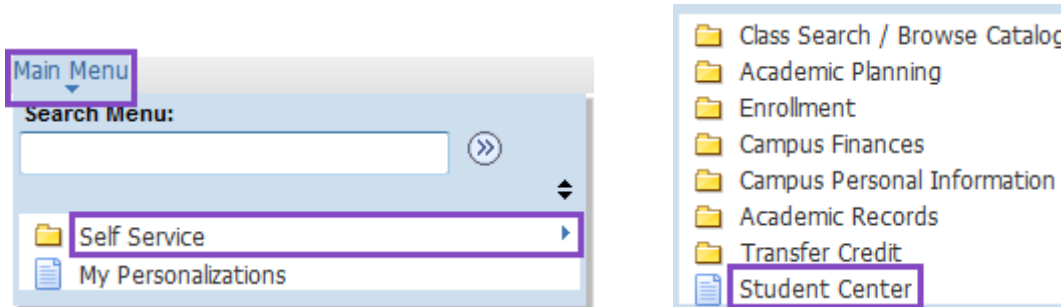 Main Menu
Search Menu:
Self Service
My Personalizations
Class Search / Browse Catalog
Academic Planning
Enrollment
Campus Finances
Campus Personal Information
Academic Records
Transfer Credit
Student Center